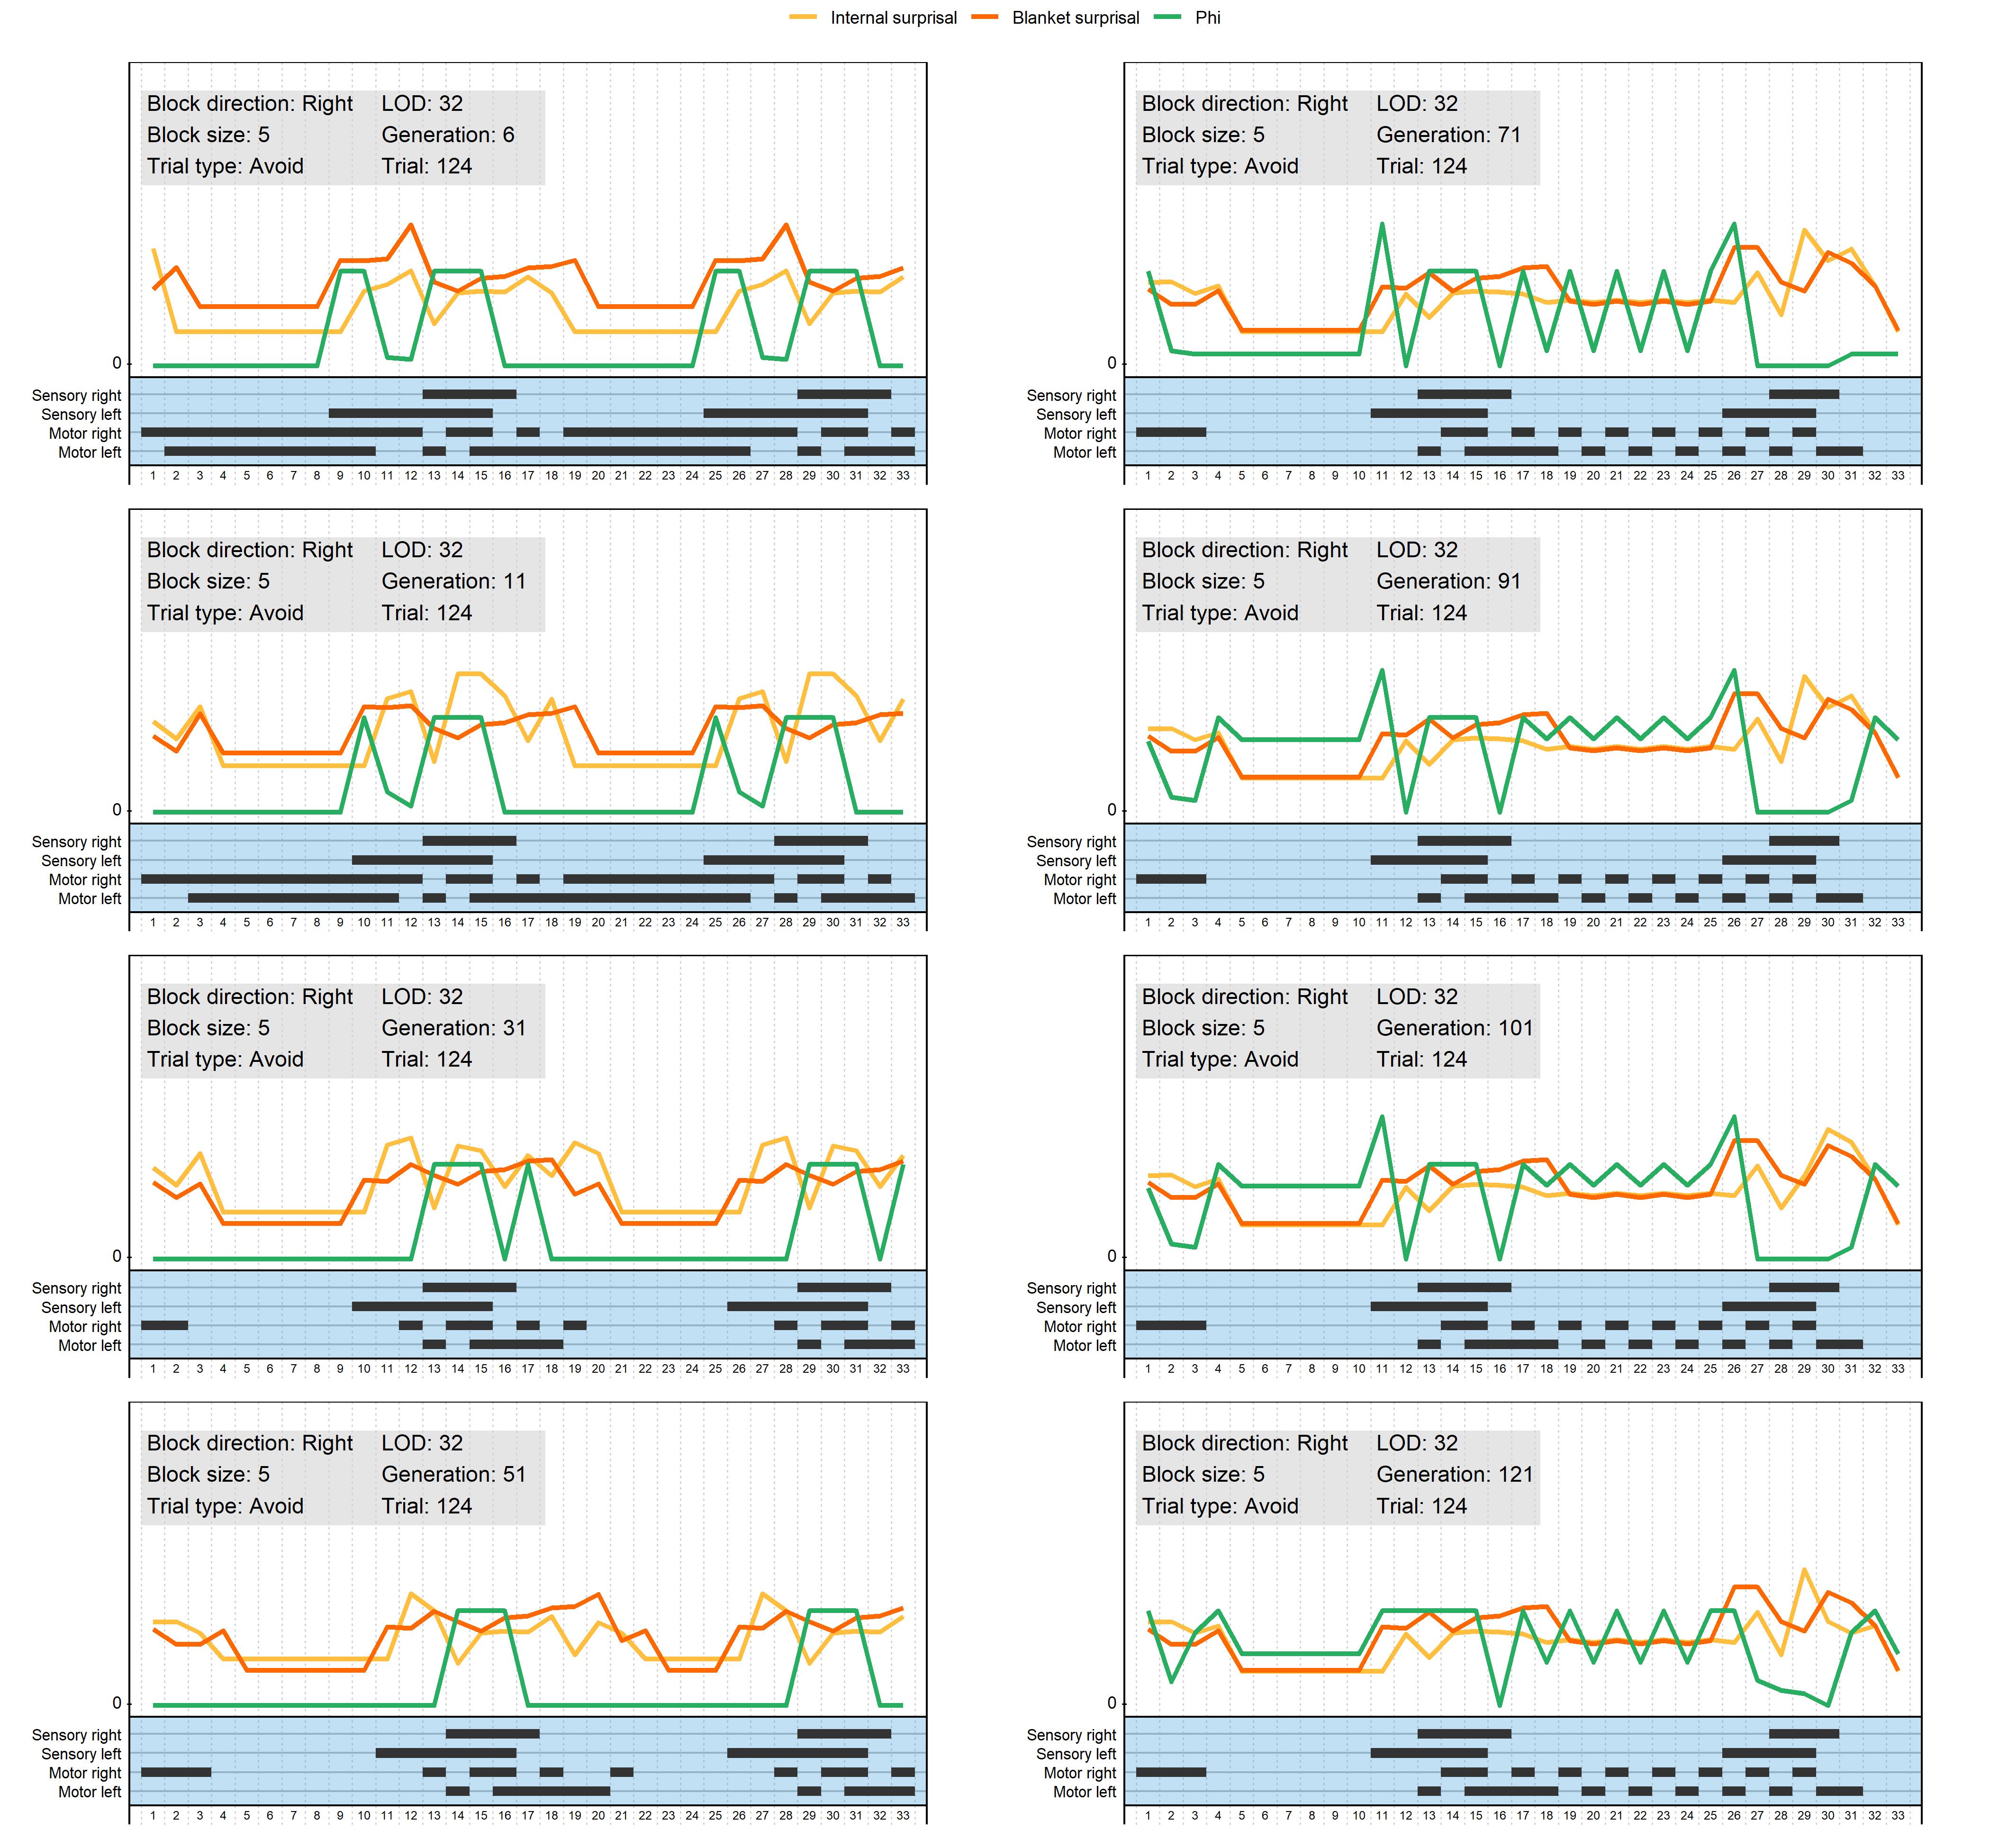 Internal surprisal Blanket surprisal Phi
Block direction: Right LOD: 32
Block size: 5 Generation: 6
Trial type: Avoid Trial: 124
0
Sensory right
Sensory left
Motor right
Motor left
1 2 3 4 5 6 7 8 9 10 11 12 13 14 15 16 17 18 19 20 21 22 23 24 25 26 27 28 29 30 31 32 33
Block direction: Right LOD: 32
Block size: 5 Generation: 71
Trial type: Avoid Trial: 124
0
Sensory right
Sensory left
Motor right
Motor left
1 2 3 4 5 6 7 8 9 10 11 12 13 14 15 16 17 18 19 20 21 22 23 24 25 26 27 28 29 30 31 32 33
Block direction: Right LOD: 32
Block size: 5 Generation: 11
Trial type: Avoid Trial: 124
0
Sensory right
Sensory left
Motor right
Motor left
1 2 3 4 5 6 7 8 9 10 11 12 13 14 15 16 17 18 19 20 21 22 23 24 25 26 27 28 29 30 31 32 33
Block direction: Right LOD: 32
Block size: 5 Generation: 91
Trial type: Avoid Trial: 124
0
Sensory right
Sensory left
Motor right
Motor left
1 2 3 4 5 6 7 8 9 10 11 12 13 14 15 16 17 18 19 20 21 22 23 24 25 26 27 28 29 30 31 32 33
Block direction: Right LOD: 32
Block size: 5 Generation: 31
Trial type: Avoid Trial: 124
0
Sensory right
Sensory left
Motor right
Motor left
1 2 3 4 5 6 7 8 9 10 11 12 13 14 15 16 17 18 19 20 21 22 23 24 25 26 27 28 29 30 31 32 33
Block direction: Right LOD: 32
Block size: 5 Generation: 101
Trial type: Avoid Trial: 124
0
Sensory right
Sensory left
Motor right
Motor left
1 2 3 4 5 6 7 8 9 10 11 12 13 14 15 16 17 18 19 20 21 22 23 24 25 26 27 28 29 30 31 32 33
Block direction: Right LOD: 32
Block size: 5 Generation: 51
Trial type: Avoid Trial: 124
0
Sensory right
Sensory left
Motor right
Motor left
1 2 3 4 5 6 7 8 9 10 11 12 13 14 15 16 17 18 19 20 21 22 23 24 25 26 27 28 29 30 31 32 33
Block direction: Right LOD: 32
Block size: 5 Generation: 121
Trial type: Avoid Trial: 124
0
Sensory right
Sensory left
Motor right
Motor left
1 2 3 4 5 6 7 8 9 10 11 12 13 14 15 16 17 18 19 20 21 22 23 24 25 26 27 28 29 30 31 32 33